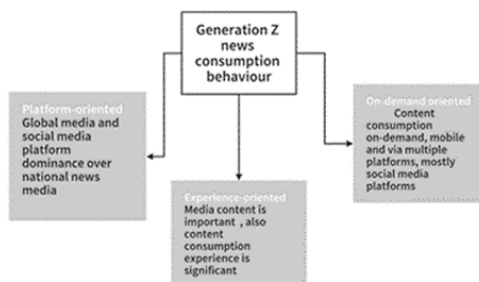 Generation Z
news
consumption
behaviour
Platform-oriented
Global media and
social media
platform
dominance over
national news
media
Experience-oriented
Media content is
important , also
content
consumption
experience is
significant
On-demand oriented
Content
consumption
on-demand, mobile
and via multiple
platforms, mostly
social media
platforms